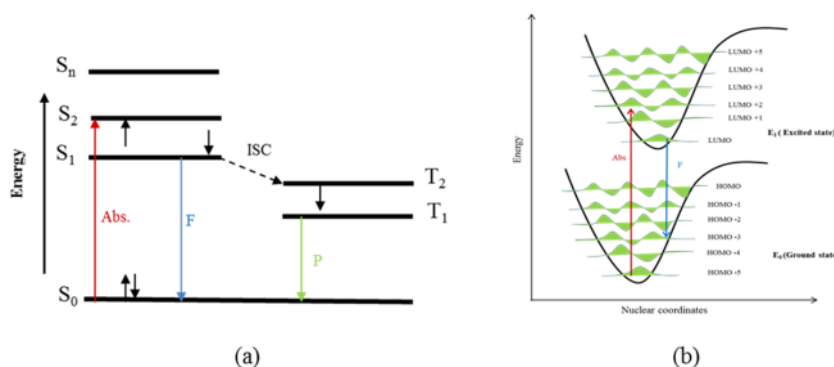 Sn
S2
S1
ISC
T2
T1
Energy
Abs.
F
P
S0
(a)
LUMO +5
LUMO +4
LUMO +3
LUMO +2
LUMO +1
E1 ( Excited state)
LUMO
Energy
Abs
F
HOMO
HOMO -1
HOMO -2
HOMO -3
HOMO -4
E0 (Ground state
HOMO -5
Nuclear coordinates
(b)